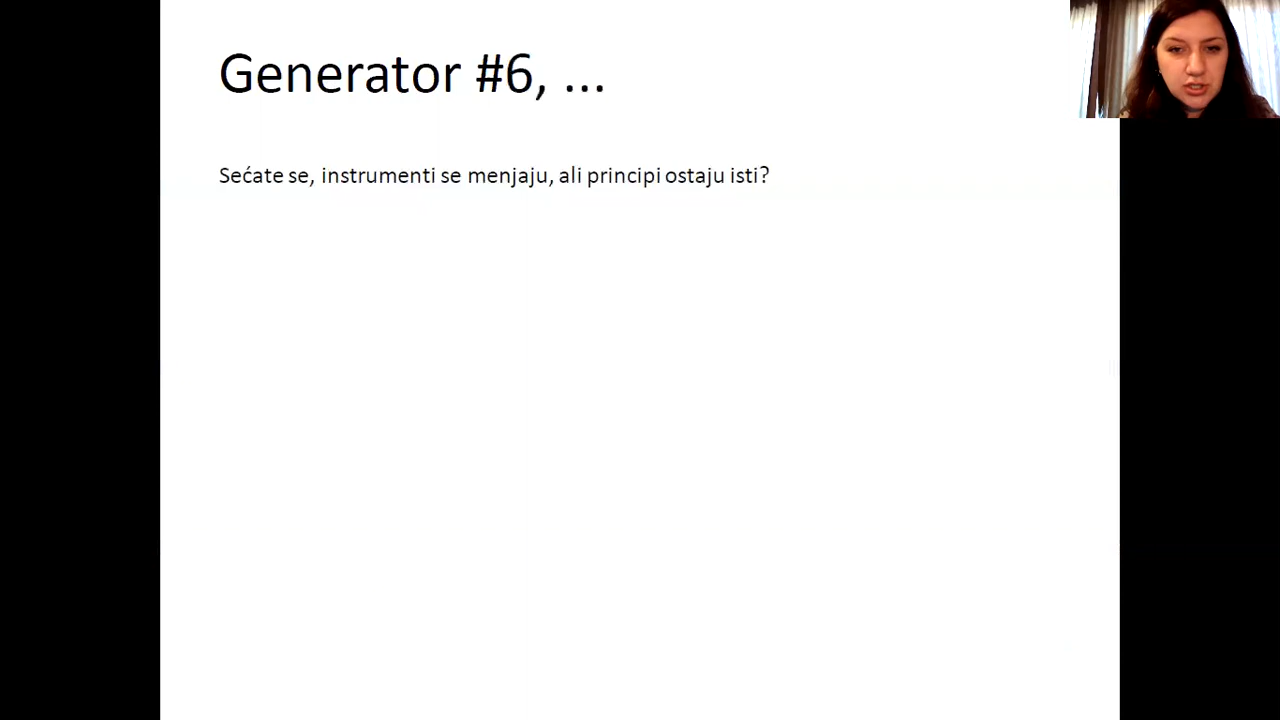 Generator #6, ...
Sećate se, instrumenti se menjaju, ali principi ostaju isti?